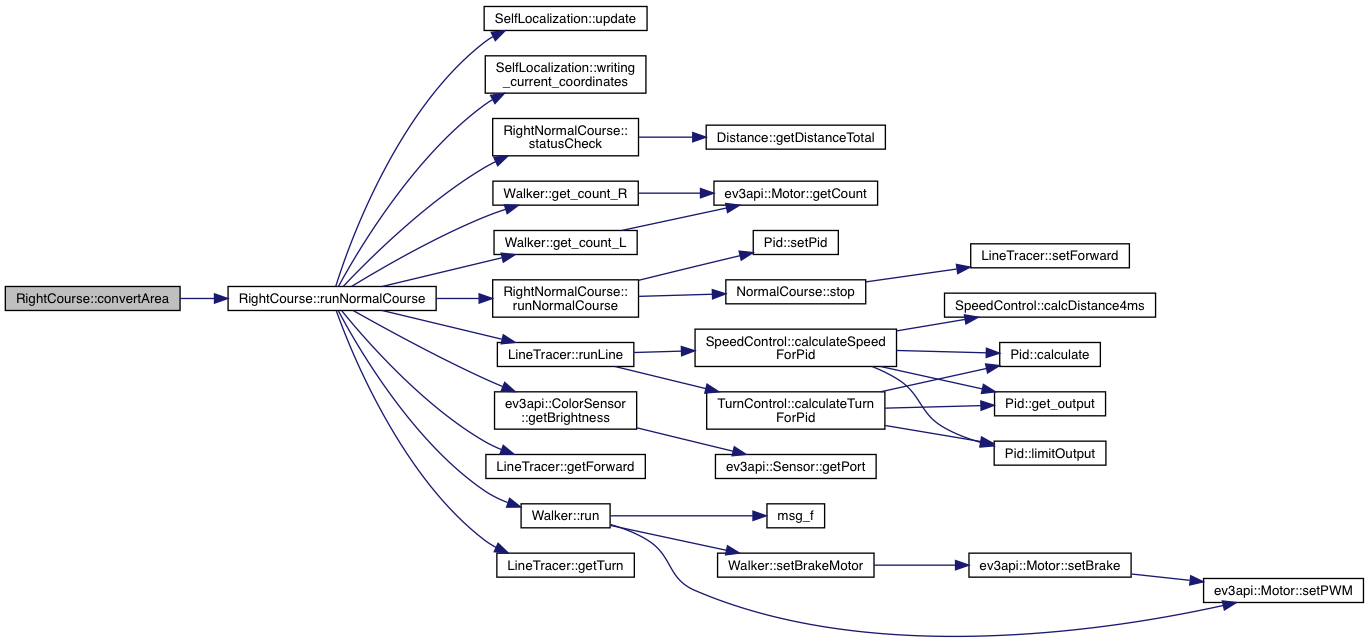 SelfLocalization::update
SelfLocalization::writing
_current_coordinates
RightNormalCourse::
statusCheck
Distance::getDistanceTotal
Walker::get_count_R
ev3api::Motor::getCount
Walker::get_count_L
Pid::setPid
LineTracer::setForward
RightCourse::convertArea
RightCourse::runNormalCourse
RightNormalCourse::
runNormalCourse
NormalCourse::stop
SpeedControl::calcDistance4ms
LineTracer::runLine
SpeedControl::calculateSpeed
ForPid
Pid::calculate
ev3api::ColorSensor
::getBrightness
TurnControl::calculateTurn
ForPid
Pid::get_output
Pid::limitOutput
LineTracer::getForward
ev3api::Sensor::getPort
Walker::run
msg_f
LineTracer::getTurn
Walker::setBrakeMotor
ev3api::Motor::setBrake
ev3api::Motor::setPWM